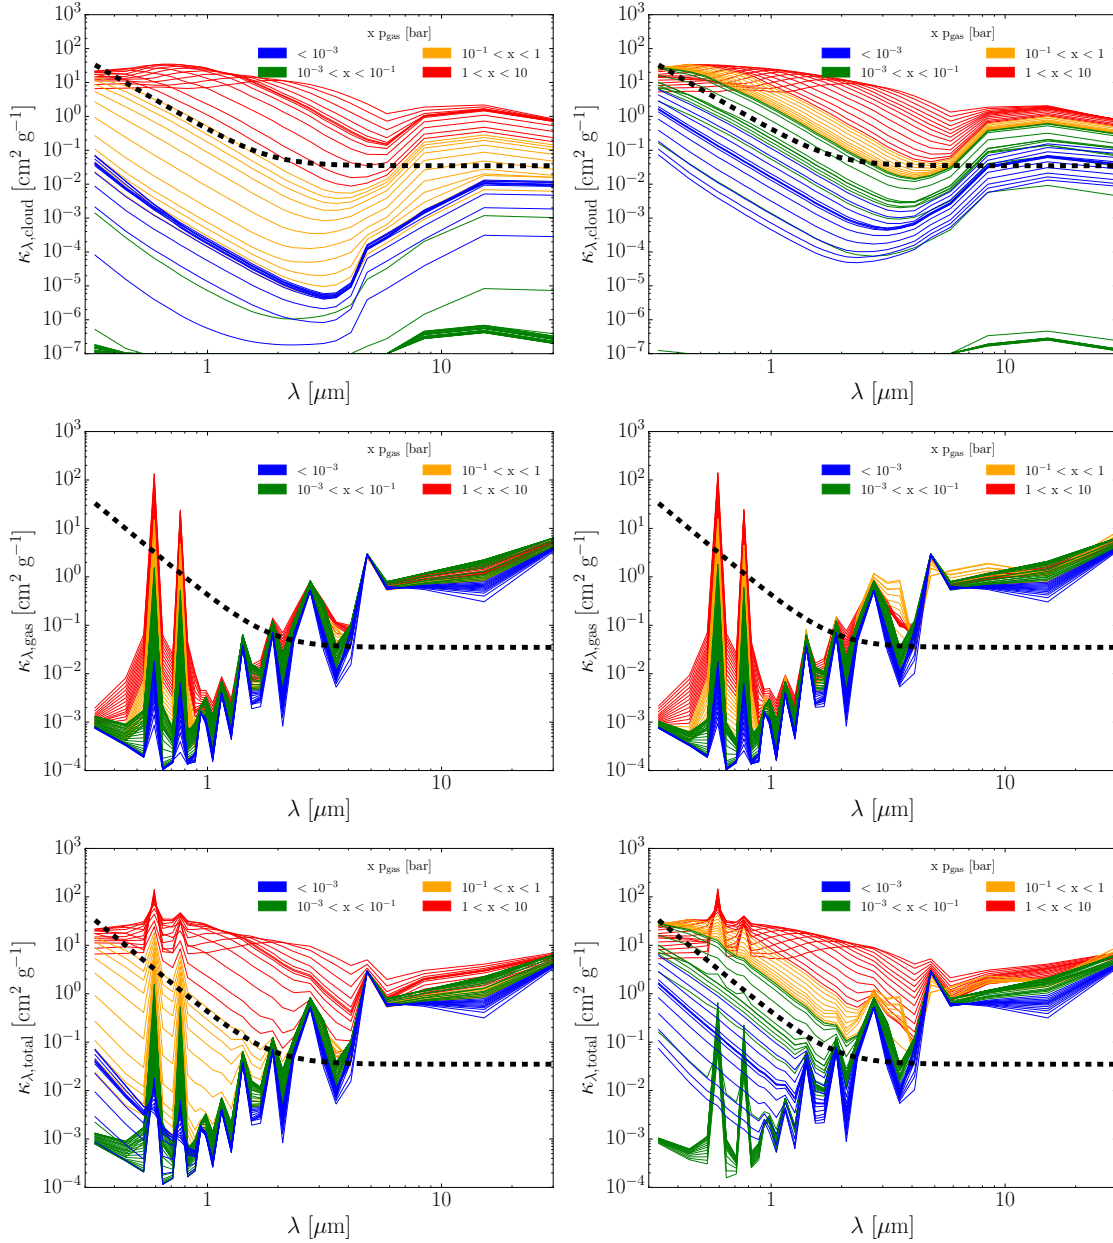 10³
10²
10¹
10⁰
10⁻¹
10⁻²
10⁻³
10⁻⁴
10⁻⁵
10⁻⁶
10⁻⁷
κλ,cloud [cm² g⁻¹]
x p_gas [bar]
< 10⁻³
10⁻¹ < x < 1
10⁻³ < x < 10⁻¹
1 < x < 10
1
10
λ [μm]
10³
10²
10¹
10⁰
10⁻¹
10⁻²
10⁻³
10⁻⁴
10⁻⁵
10⁻⁶
10⁻⁷
κλ,cloud [cm² g⁻¹]
x p_gas [bar]
< 10⁻³
10⁻¹ < x < 1
10⁻³ < x < 10⁻¹
1 < x < 10
1
10
λ [μm]
10³
10²
10¹
10⁰
10⁻¹
10⁻²
10⁻³
10⁻⁴
κλ,gas [cm² g⁻¹]
x p_gas [bar]
< 10⁻³
10⁻¹ < x < 1
10⁻³ < x < 10⁻¹
1 < x < 10
1
10
λ [μm]
10³
10²
10¹
10⁰
10⁻¹
10⁻²
10⁻³
10⁻⁴
κλ,gas [cm² g⁻¹]
x p_gas [bar]
< 10⁻³
10⁻¹ < x < 1
10⁻³ < x < 10⁻¹
1 < x < 10
1
10
λ [μm]
10³
10²
10¹
10⁰
10⁻¹
10⁻²
10⁻³
10⁻⁴
κλ,total [cm² g⁻¹]
x p_gas [bar]
< 10⁻³
10⁻¹ < x < 1
10⁻³ < x < 10⁻¹
1 < x < 10
1
10
λ [μm]
10³
10²
10¹
10⁰
10⁻¹
10⁻²
10⁻³
10⁻⁴
κλ,total [cm² g⁻¹]
x p_gas [bar]
< 10⁻³
10⁻¹ < x < 1
10⁻³ < x < 10⁻¹
1 < x < 10
1
10
λ [μm]